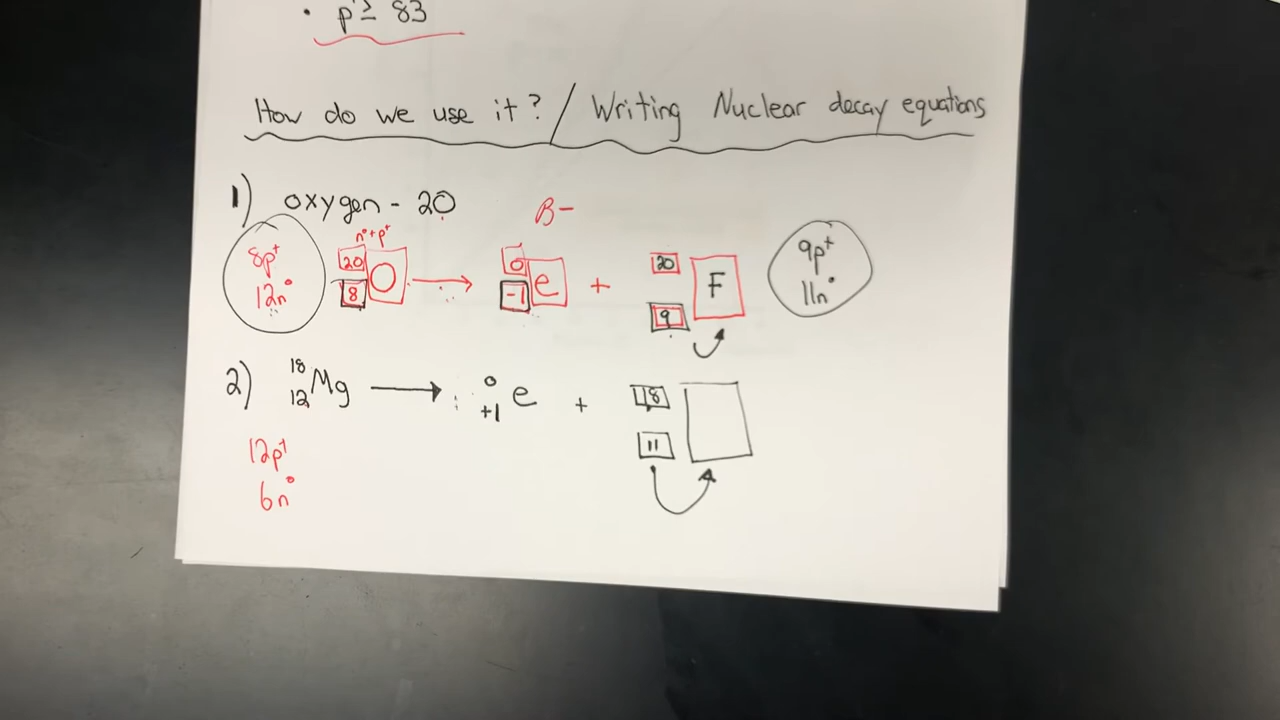 • p ≥ 83
How do we use it? / Writing Nuclear decay equations
1) oxygen - 20 B-
n° + p+
8p+ 20 O → 0 e + 20 F 9p+
12n° 8 -1 9 11n°
2) 18 Mg → 0 e + 18
12 +1 11
12p+
6n°